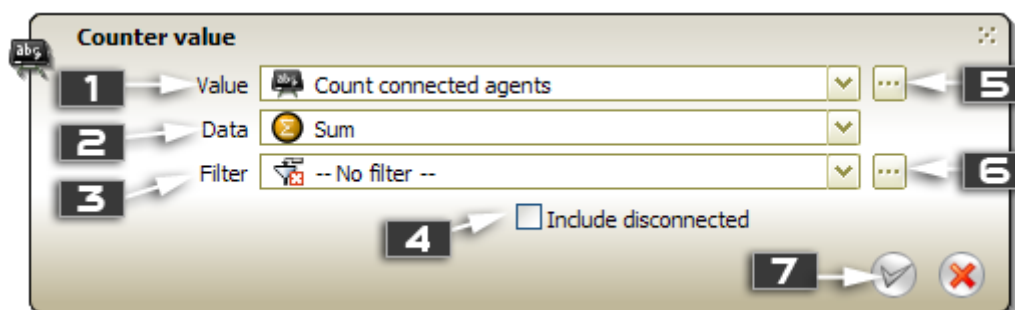 Counter value
abg
1 Value Count connected agents 5
2 Data Sum
3 Filter -- No filter -- 6
4 Include disconnected
7